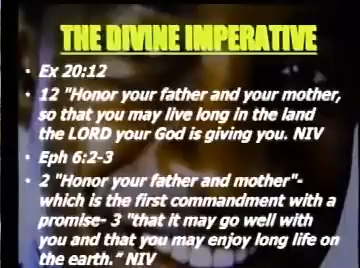 THE DIVINE IMPERATIVE
• Ex 20:12
• 12 "Honor your father and your mother,
so that you may live long in the land
the LORD your God is giving you. NIV
• Eph 6:2-3
• 2 "Honor your father and mother"-
which is the first commandment with a
promise- 3 "that it may go well with
you and that you may enjoy long life on
the earth." NIV